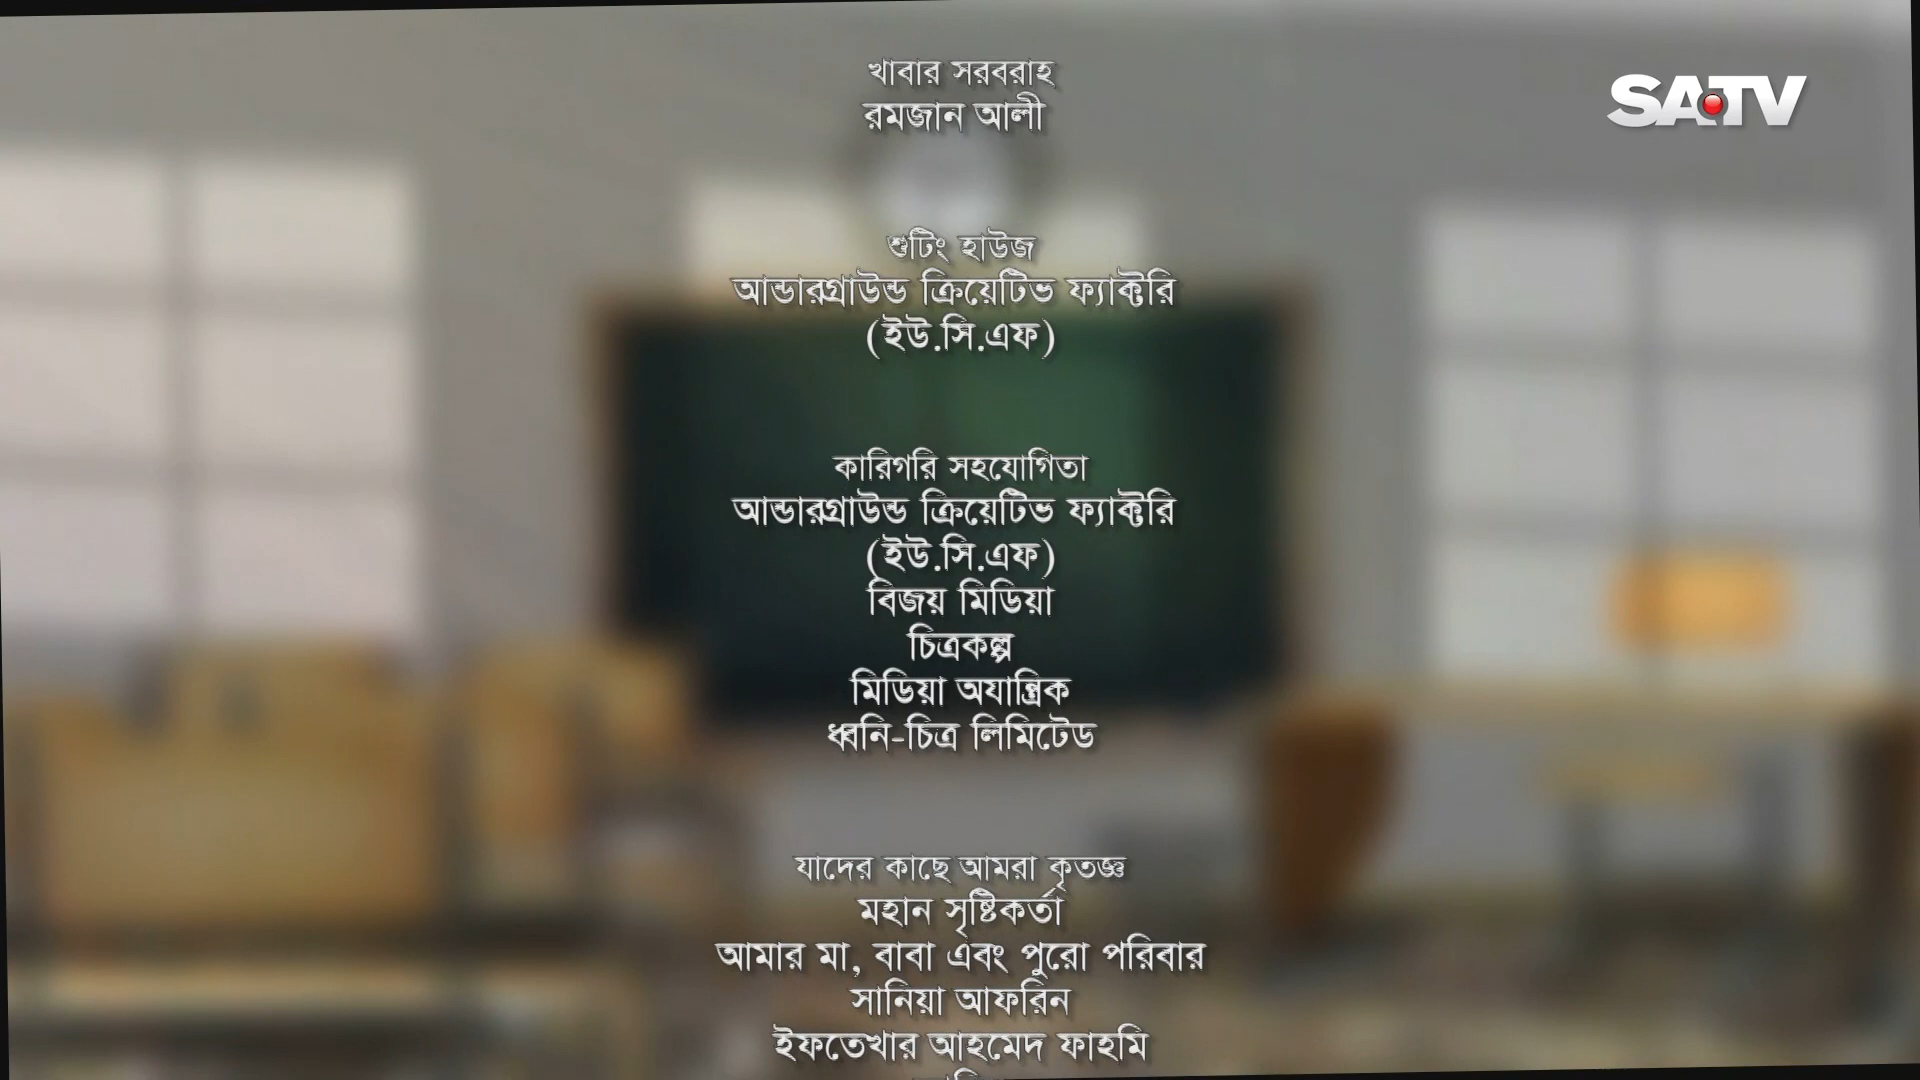 খাবার সরবরাহ
রমজান আলী
SATV
শুটিং হাউজ
আন্ডারগ্রাউন্ড ক্রিয়েটিভ ফ্যাক্টরি
(ইউ.সি.এফ)
কারিগরি সহযোগিতা
আন্ডারগ্রাউন্ড ক্রিয়েটিভ ফ্যাক্টরি
(ইউ.সি.এফ)
বিজয় মিডিয়া
চিত্রকল্প
মিডিয়া অযান্ত্রিক
ধ্বনি-চিত্র লিমিটেড
যাদের কাছে আমরা কৃতজ্ঞ
মহান সৃষ্টিকর্তা
আমার মা, বাবা এবং পুরো পরিবার
সানিয়া আফরিন
ইফতেখার আহমেদ ফাহমি